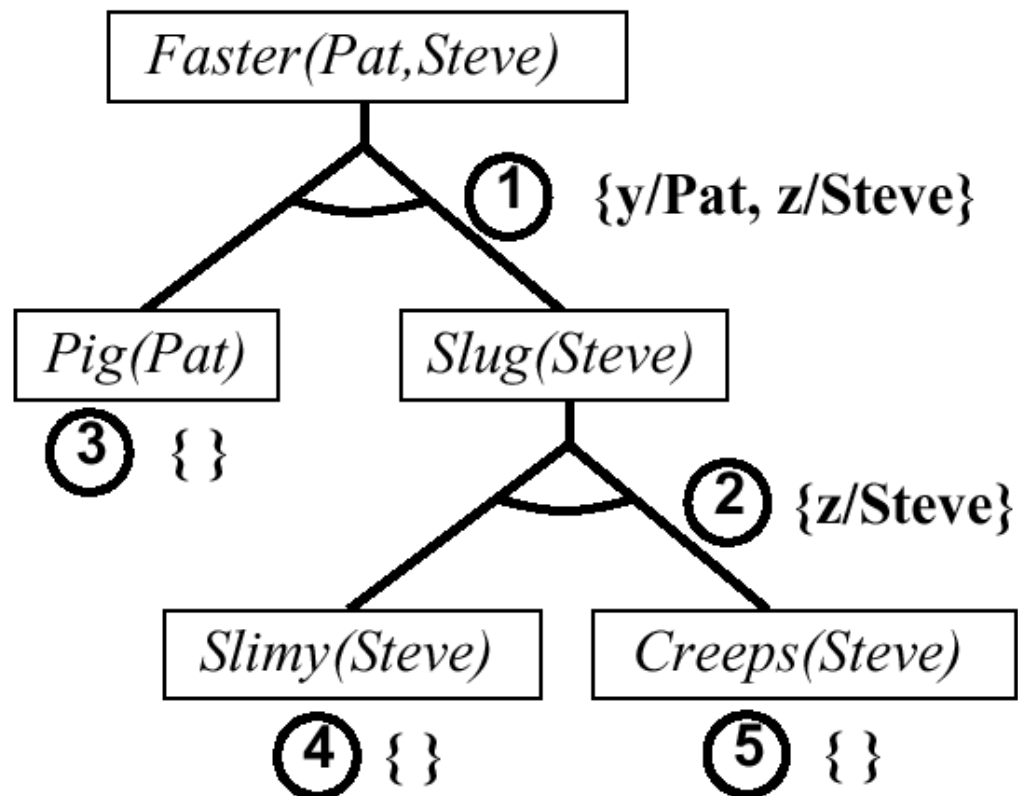 Faster(Pat,Steve)
1 {y/Pat, z/Steve}
Pig(Pat) Slug(Steve)
3 { }
2 {z/Steve}
Slimy(Steve) Creeps(Steve)
4 { } 5 { }